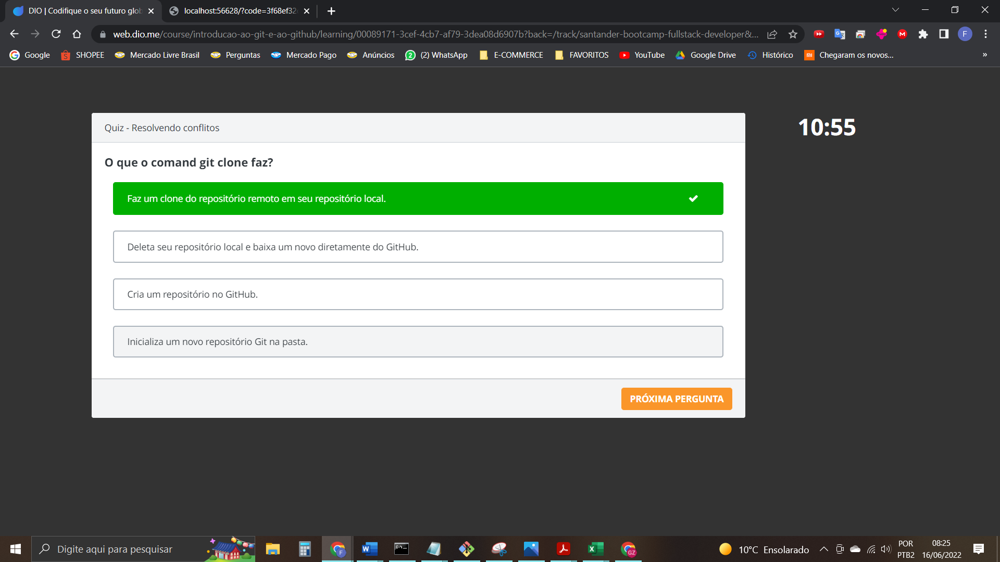 DIO | Codifique o seu futuro glob
localhost:56628/?code=3f68ef32
web.dio.me/course/introducao-ao-git-e-ao-github/learning/00089171-3cef-4cb7-af79-3dea08d6907b?back=/track/santander-bootcamp-fullstack-developer&...
F
Google SHOPEE Mercado Livre Brasil Perguntas Mercado Pago Anúncios (2) WhatsApp E-COMMERCE FAVORITOS YouTube Google Drive Histórico Chegaram os novos... »
Quiz - Resolvendo conflitos
10:55
O que o comand git clone faz?
Faz um clone do repositório remoto em seu repositório local.
Deleta seu repositório local e baixa um novo diretamente do GitHub.
Cria um repositório no GitHub.
Inicializa um novo repositório Git na pasta.
PRÓXIMA PERGUNTA
Digite aqui para pesquisar
10°C Ensolarado
POR
PTB2
08:25
16/06/2022